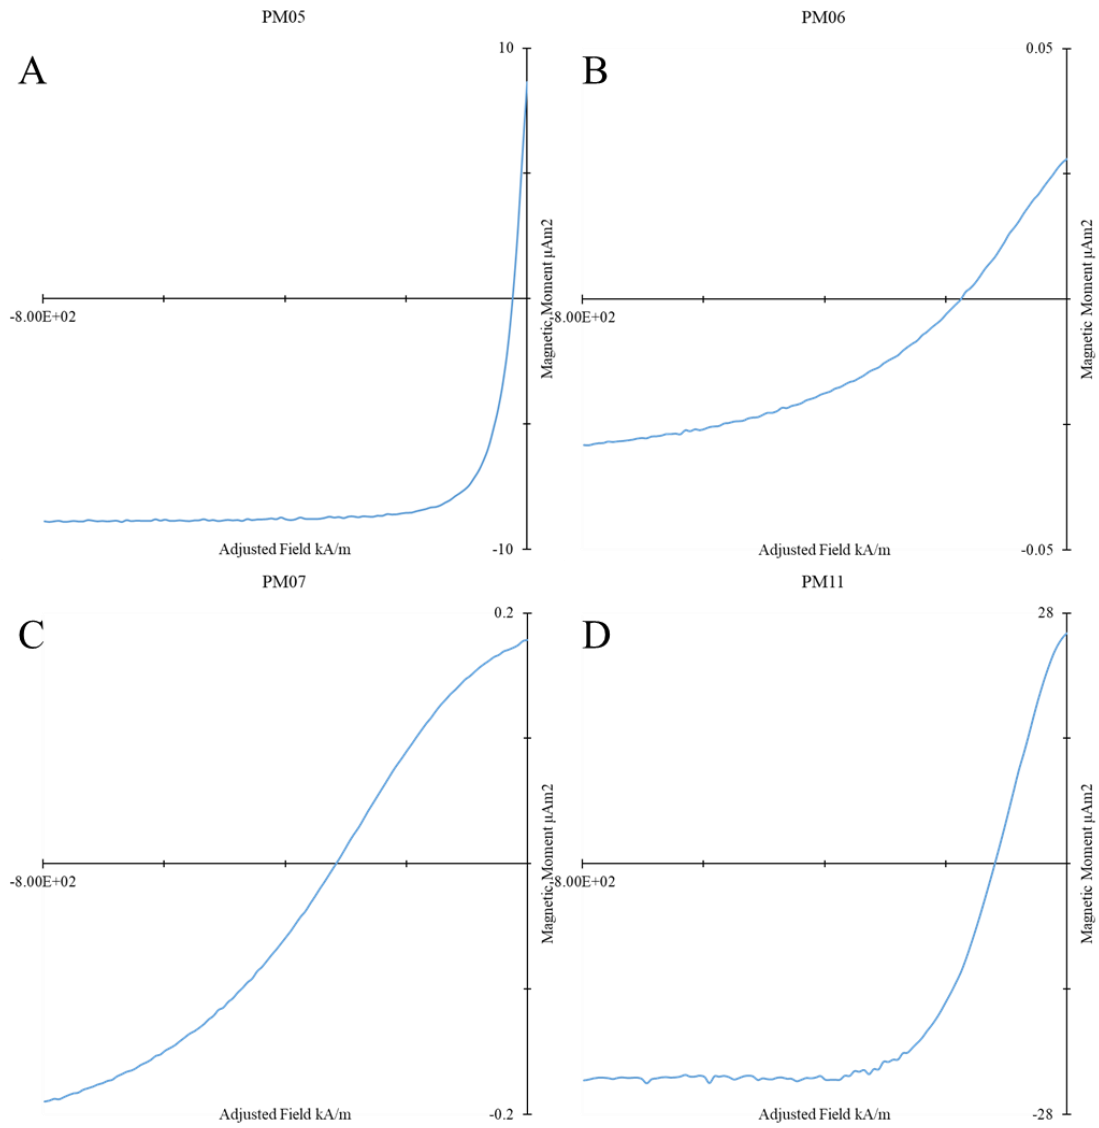 PM05
PM06
A
10
B
0.05
Magnetic Moment µAm2
Magnetic Moment µAm2
-8.00E+02
-8.00E+02
Adjusted Field kA/m
-10
Adjusted Field kA/m
-0.05
PM07
PM11
C
0.2
D
28
Magnetic Moment µAm2
Magnetic Moment µAm2
-8.00E+02
-8.00E+02
Adjusted Field kA/m
-0.2
Adjusted Field kA/m
-28